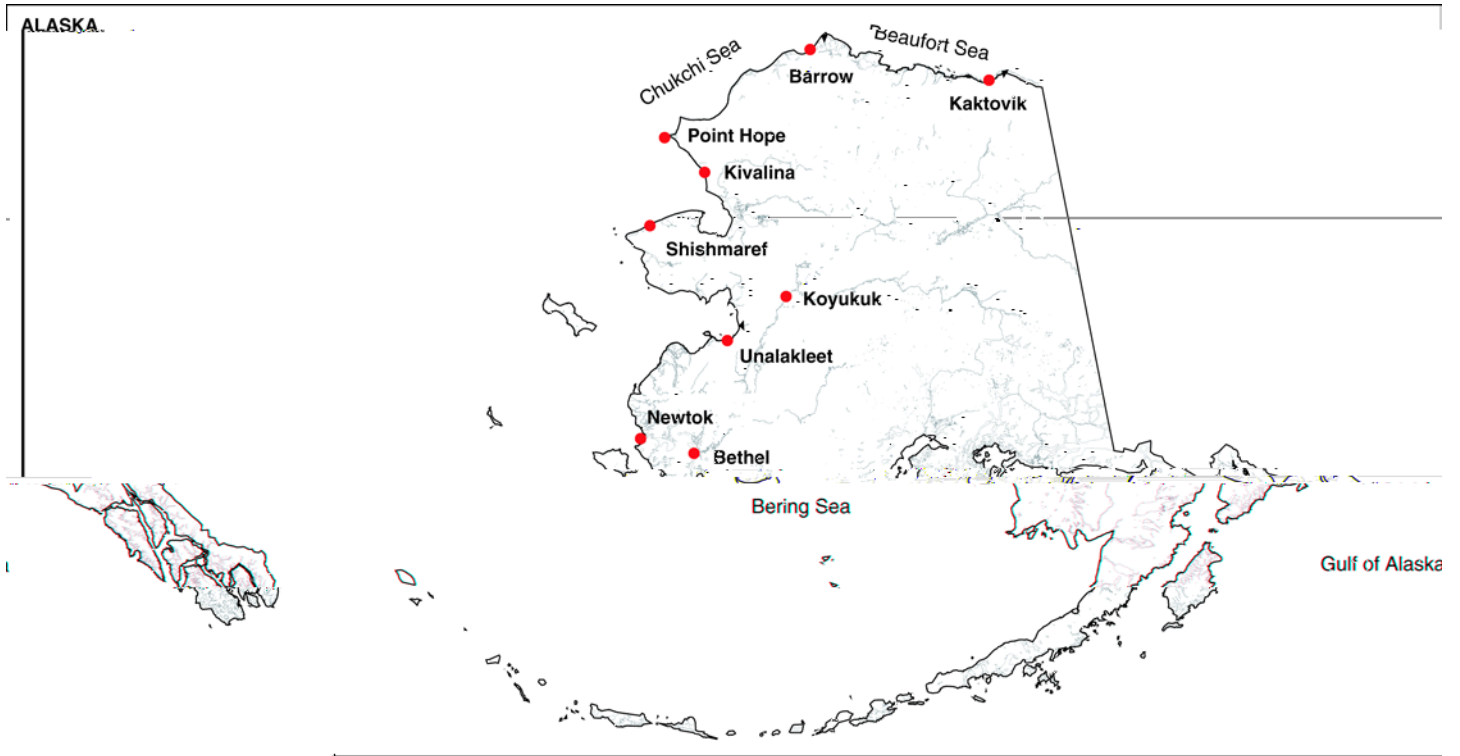 ALASKA
Beaufort Sea
Chukchi Sea
Barrow
Kaktovik
Point Hope
Kivalina
Shishmaref
Koyukuk
Unalakleet
Newtok
Bethel
Bering Sea
Gulf of Alaska